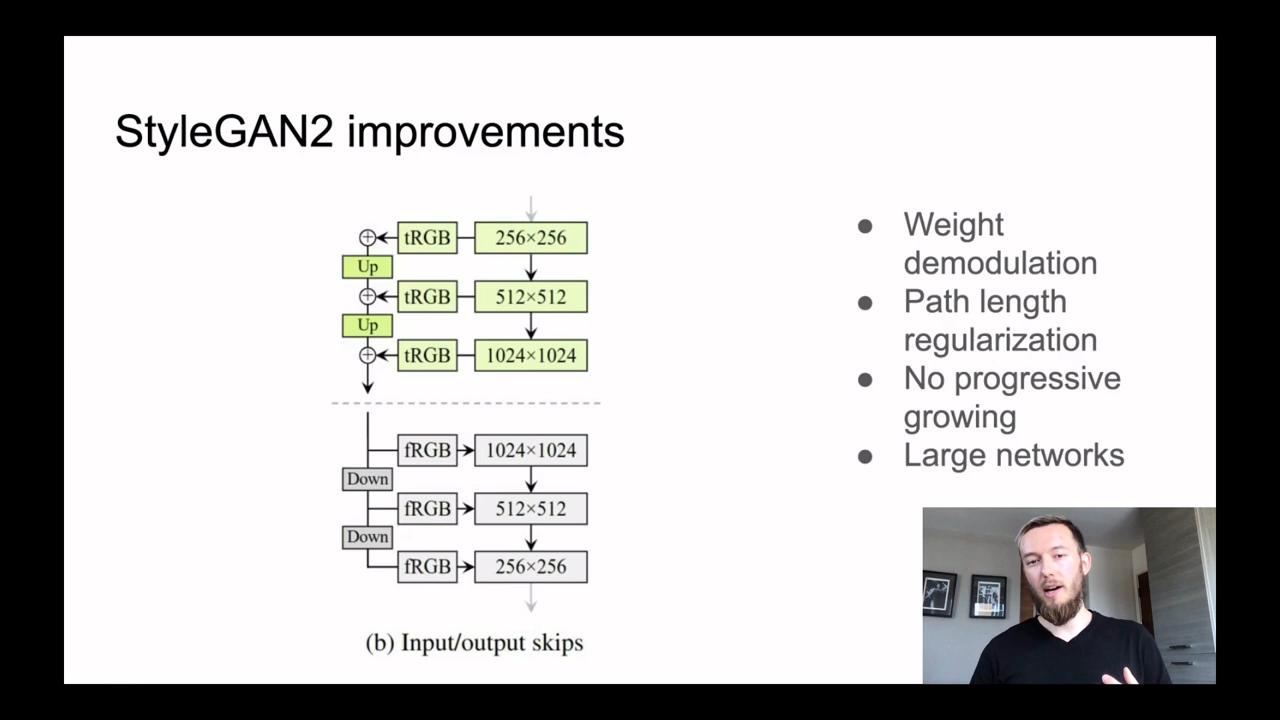 StyleGAN2 improvements
tRGB 256×256
Up
tRGB 512×512
Up
tRGB 1024×1024
fRGB 1024×1024
Down
fRGB 512×512
Down
fRGB 256×256
(b) Input/output skips
● Weight
demodulation
● Path length
regularization
● No progressive
growing
● Large networks